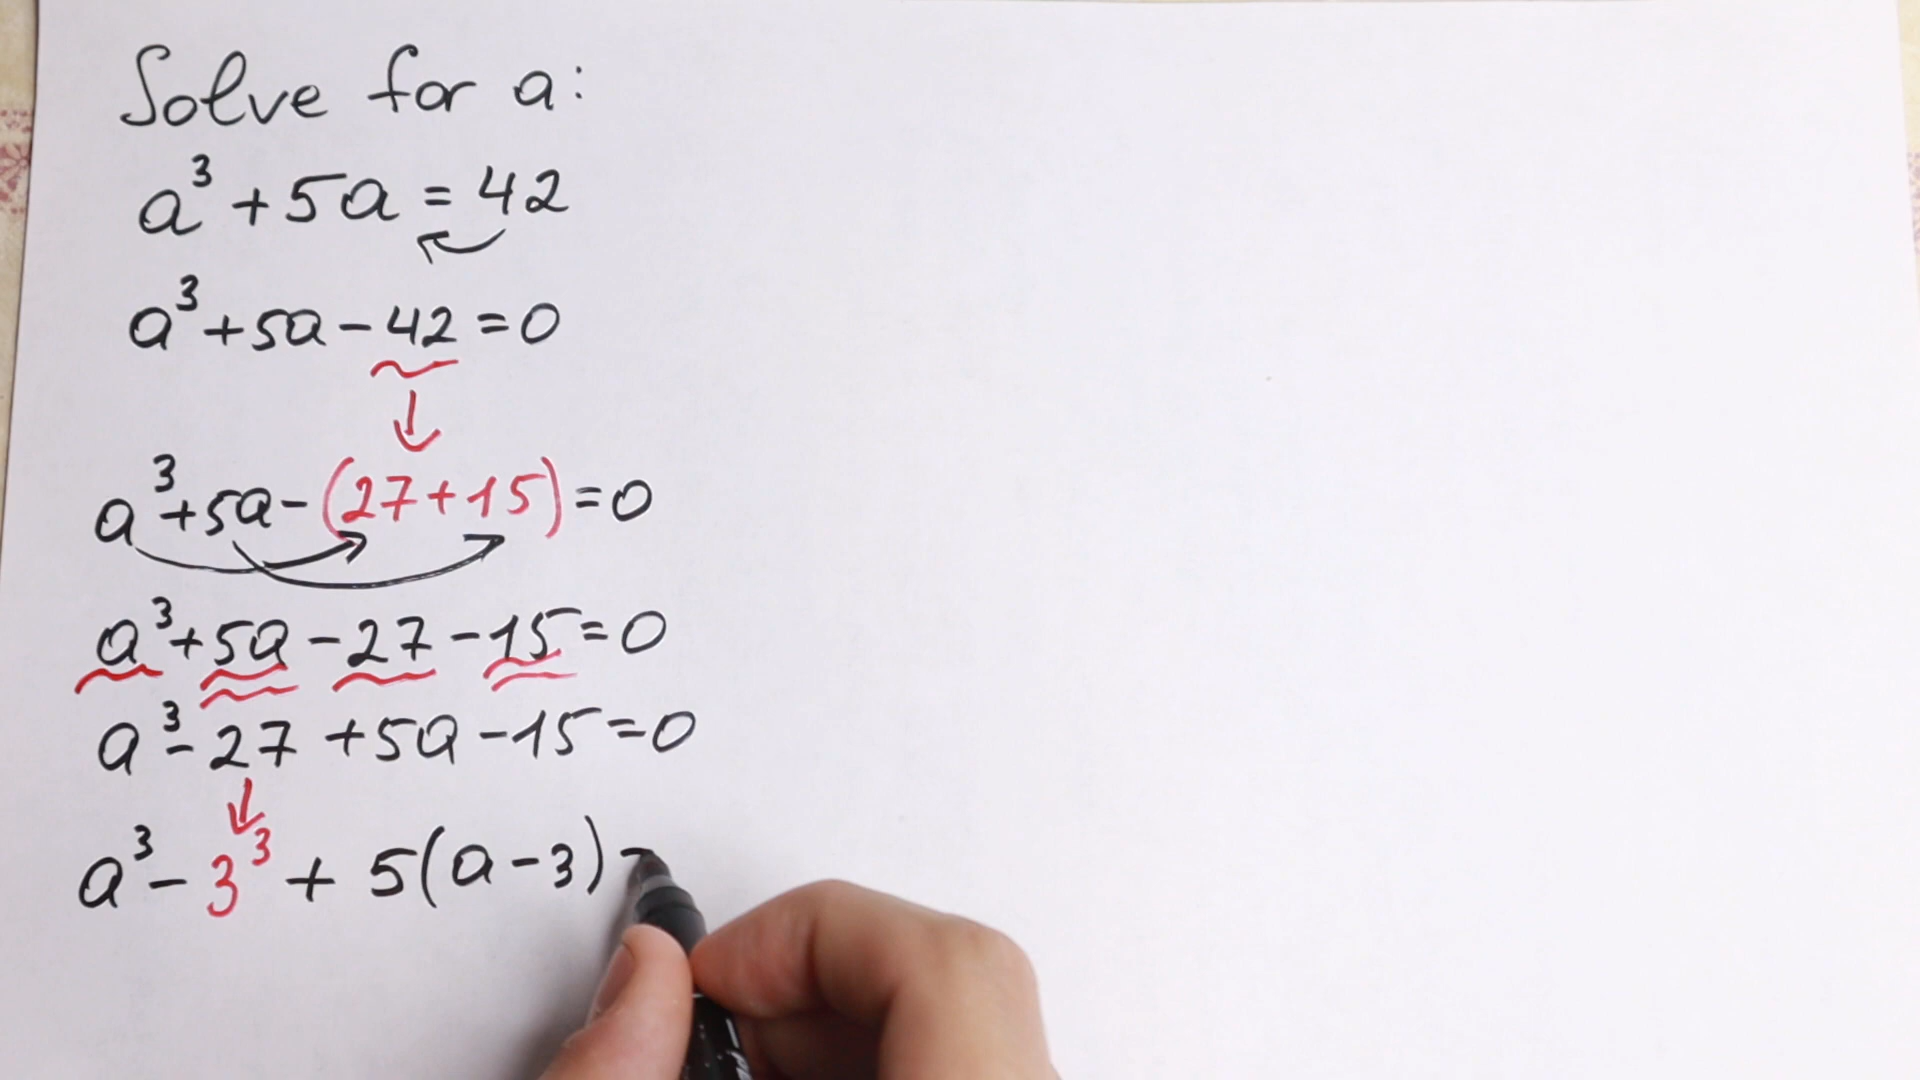 Solve for a:
a³ + 5a = 42
a³ + 5a - 42 = 0
a³ + 5a - (27 + 15) = 0
a³ + 5a - 27 - 15 = 0
a³ - 27 + 5a - 15 = 0
a³ - 3³ + 5(a - 3)